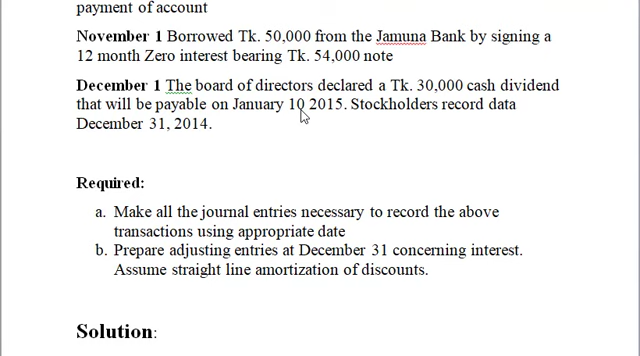 payment of account
November 1 Borrowed Tk. 50,000 from the Jamuna Bank by signing a
12 month Zero interest bearing Tk. 54,000 note
December 1 The board of directors declared a Tk. 30,000 cash dividend
that will be payable on January 10 2015. Stockholders record data
December 31, 2014.
Required:
a. Make all the journal entries necessary to record the above
transactions using appropriate date
b. Prepare adjusting entries at December 31 concerning interest.
Assume straight line amortization of discounts.
Solution: